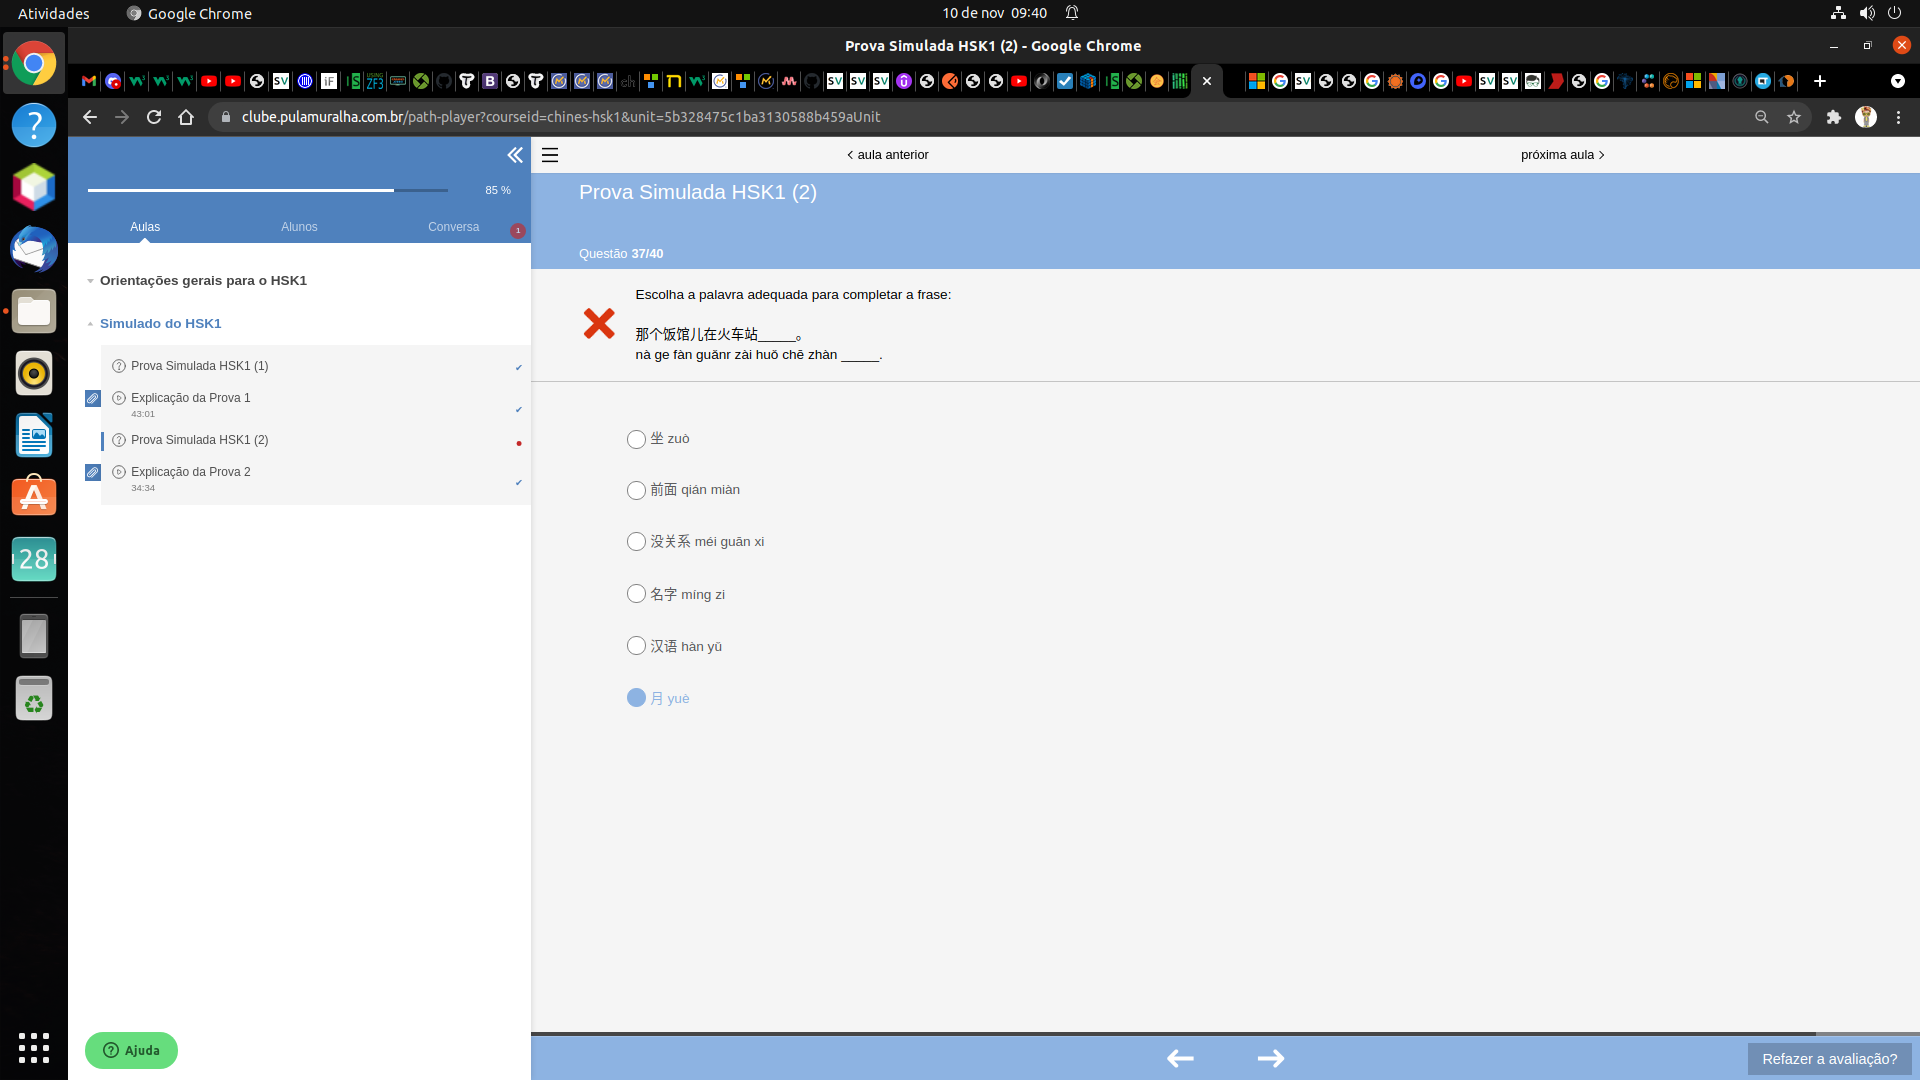 Atividades
Google Chrome
10 de nov 09:40
Prova Simulada HSK1 (2) - Google Chrome
clube.pulamuralha.com.br/path-player?courseid=chines-hsk1&unit=5b328475c1ba3130588b459aUnit
85 %
Aulas
Alunos
Conversa
1
Orientações gerais para o HSK1
Simulado do HSK1
Prova Simulada HSK1 (1)
Explicação da Prova 1
43:01
Prova Simulada HSK1 (2)
Explicação da Prova 2
34:34
28
Ajuda
aula anterior
próxima aula
Prova Simulada HSK1 (2)
Questão 37/40
Escolha a palavra adequada para completar a frase:
那个饭馆儿在火车站_____。
nà ge fàn guǎnr zài huǒ chē zhàn _____.
坐 zuò
前面 qián miàn
没关系 méi guān xi
名字 míng zi
汉语 hàn yǔ
月 yuè
Refazer a avaliação?